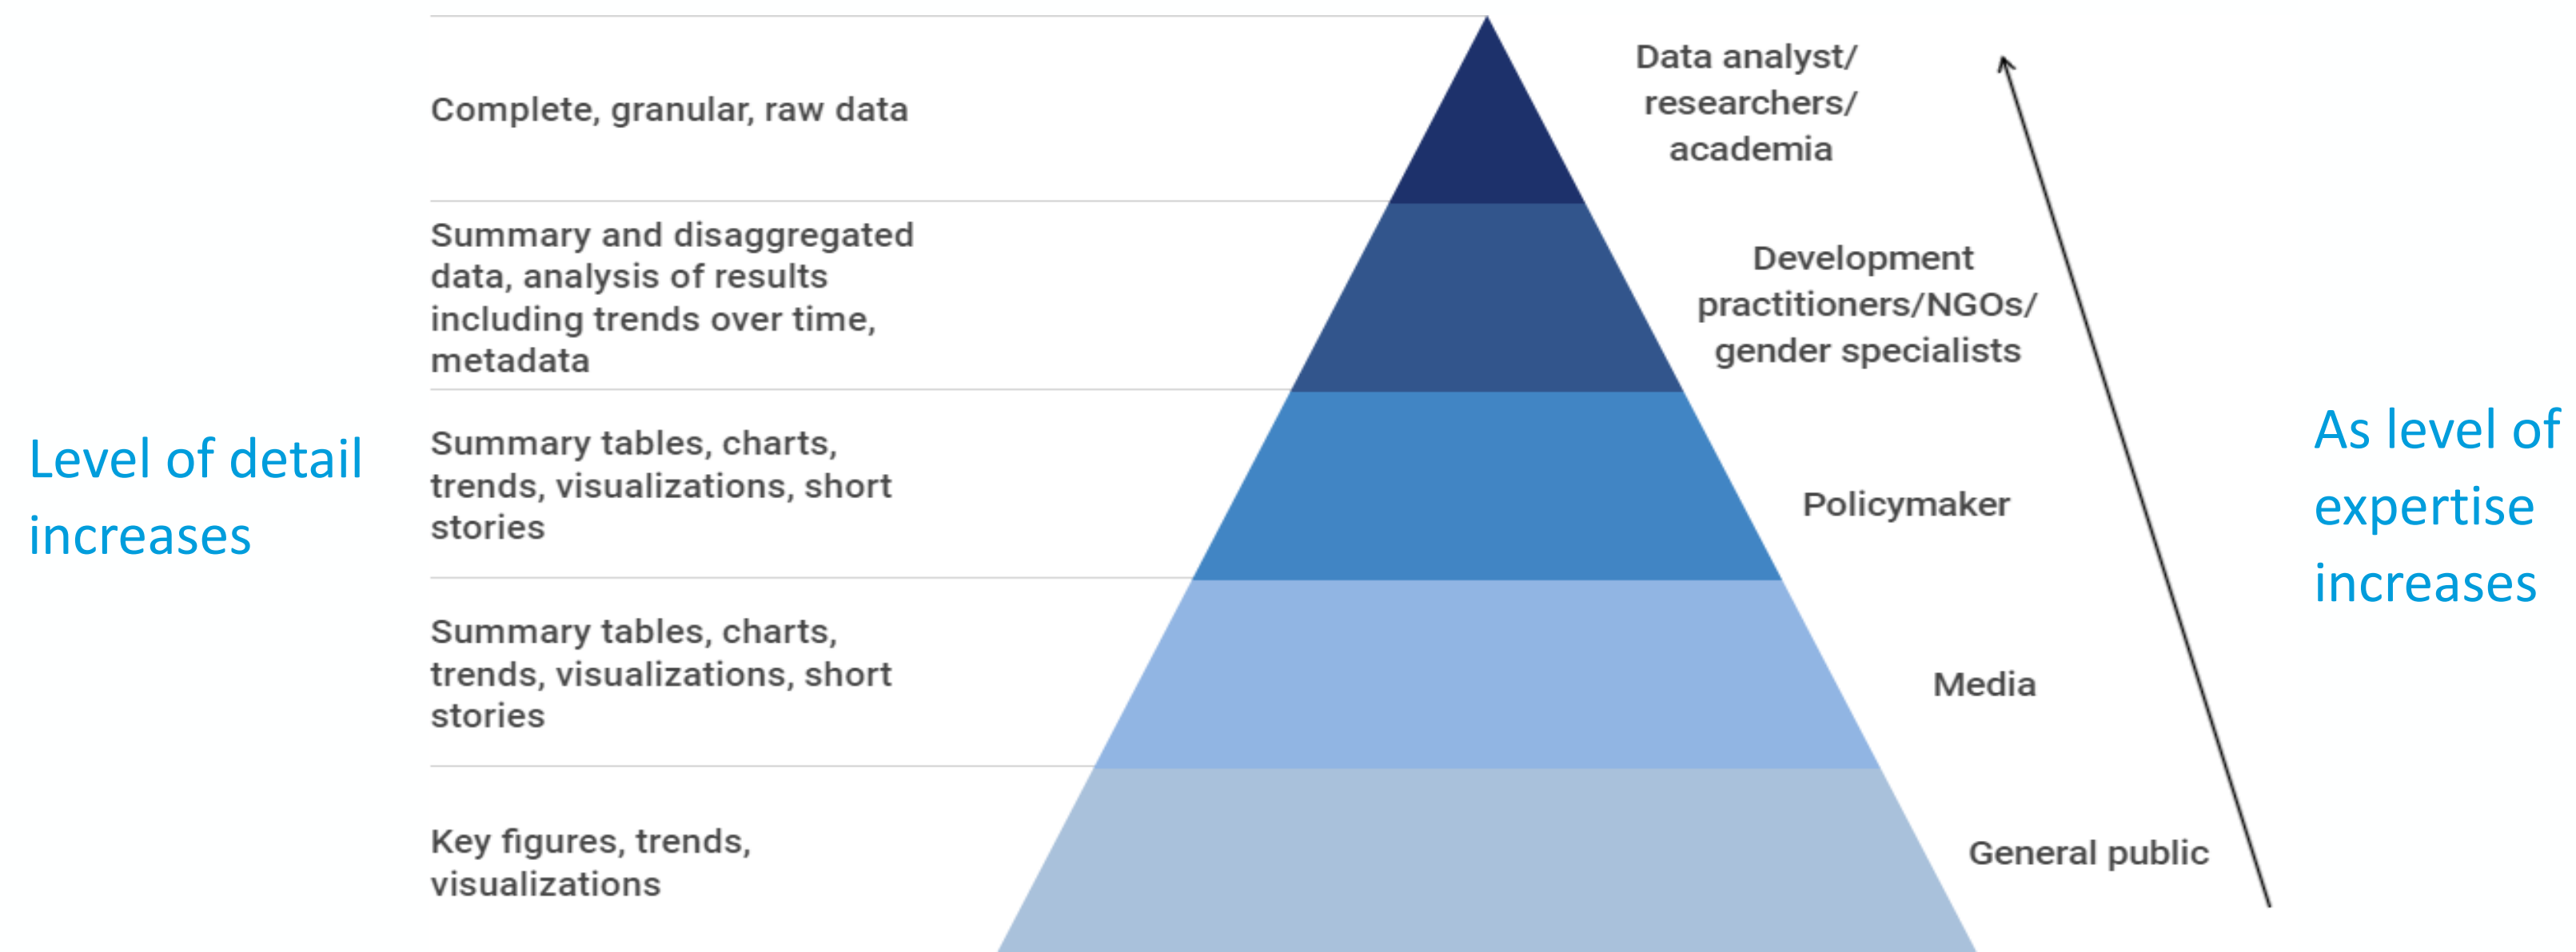 Level of detail
increases
Complete, granular, raw data
Summary and disaggregated
data, analysis of results
including trends over time,
metadata
Summary tables, charts,
trends, visualizations, short
stories
Summary tables, charts,
trends, visualizations, short
stories
Key figures, trends,
visualizations
Data analyst/
researchers/
academia
Development
practitioners/NGOs/
gender specialists
Policymaker
Media
General public
As level of
expertise
increases